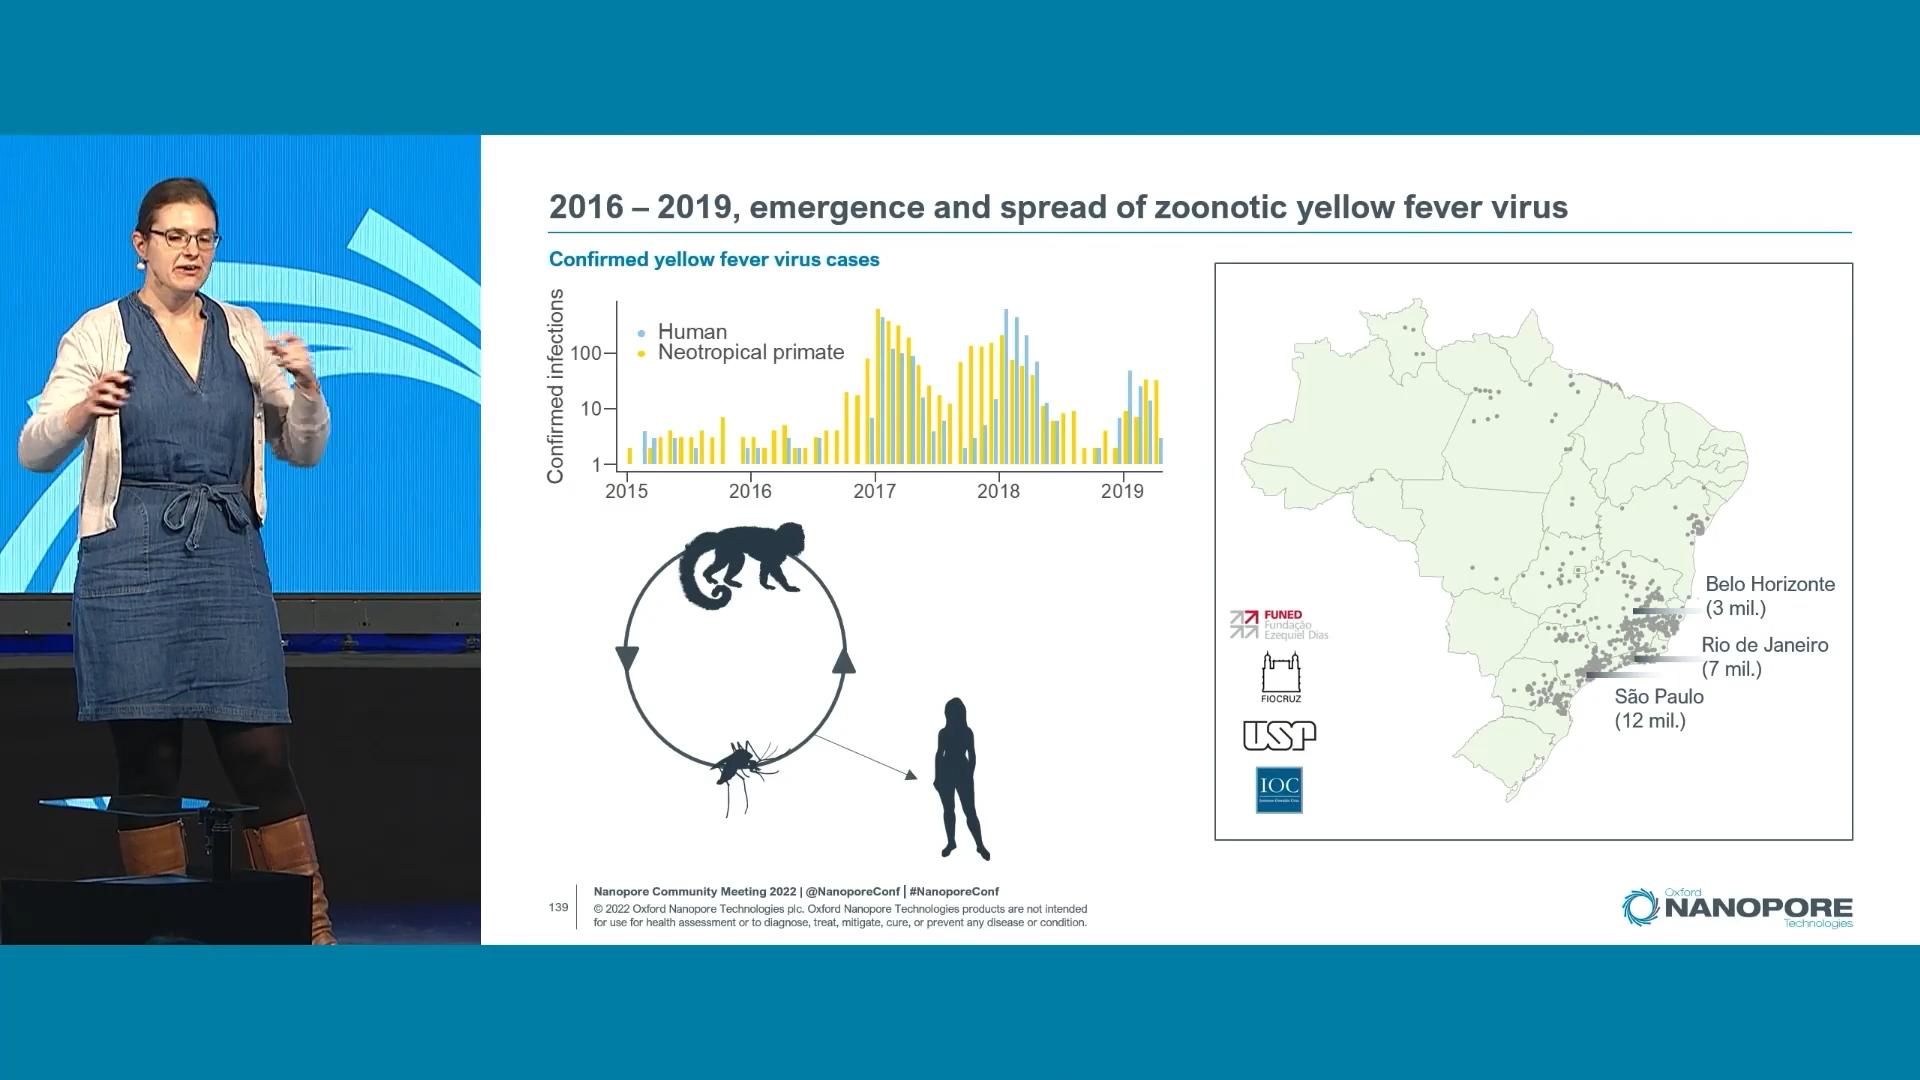 2016 – 2019, emergence and spread of zoonotic yellow fever virus
Confirmed yellow fever virus cases
Confirmed infections
Human
Neotropical primate
100
10
1
2015
2016
2017
2018
2019
Belo Horizonte
(3 mil.)
Rio de Janeiro
(7 mil.)
São Paulo
(12 mil.)
FUNED
Fundação
Ezequiel Dias
FIOCRUZ
USP
IOC
139
Nanopore Community Meeting 2022 | @NanoporeConf | #NanoporeConf
© 2022 Oxford Nanopore Technologies plc. Oxford Nanopore Technologies products are not intended
for use for health assessment or to diagnose, treat, mitigate, cure, or prevent any disease or condition.
Oxford
NANOPORE
Technologies